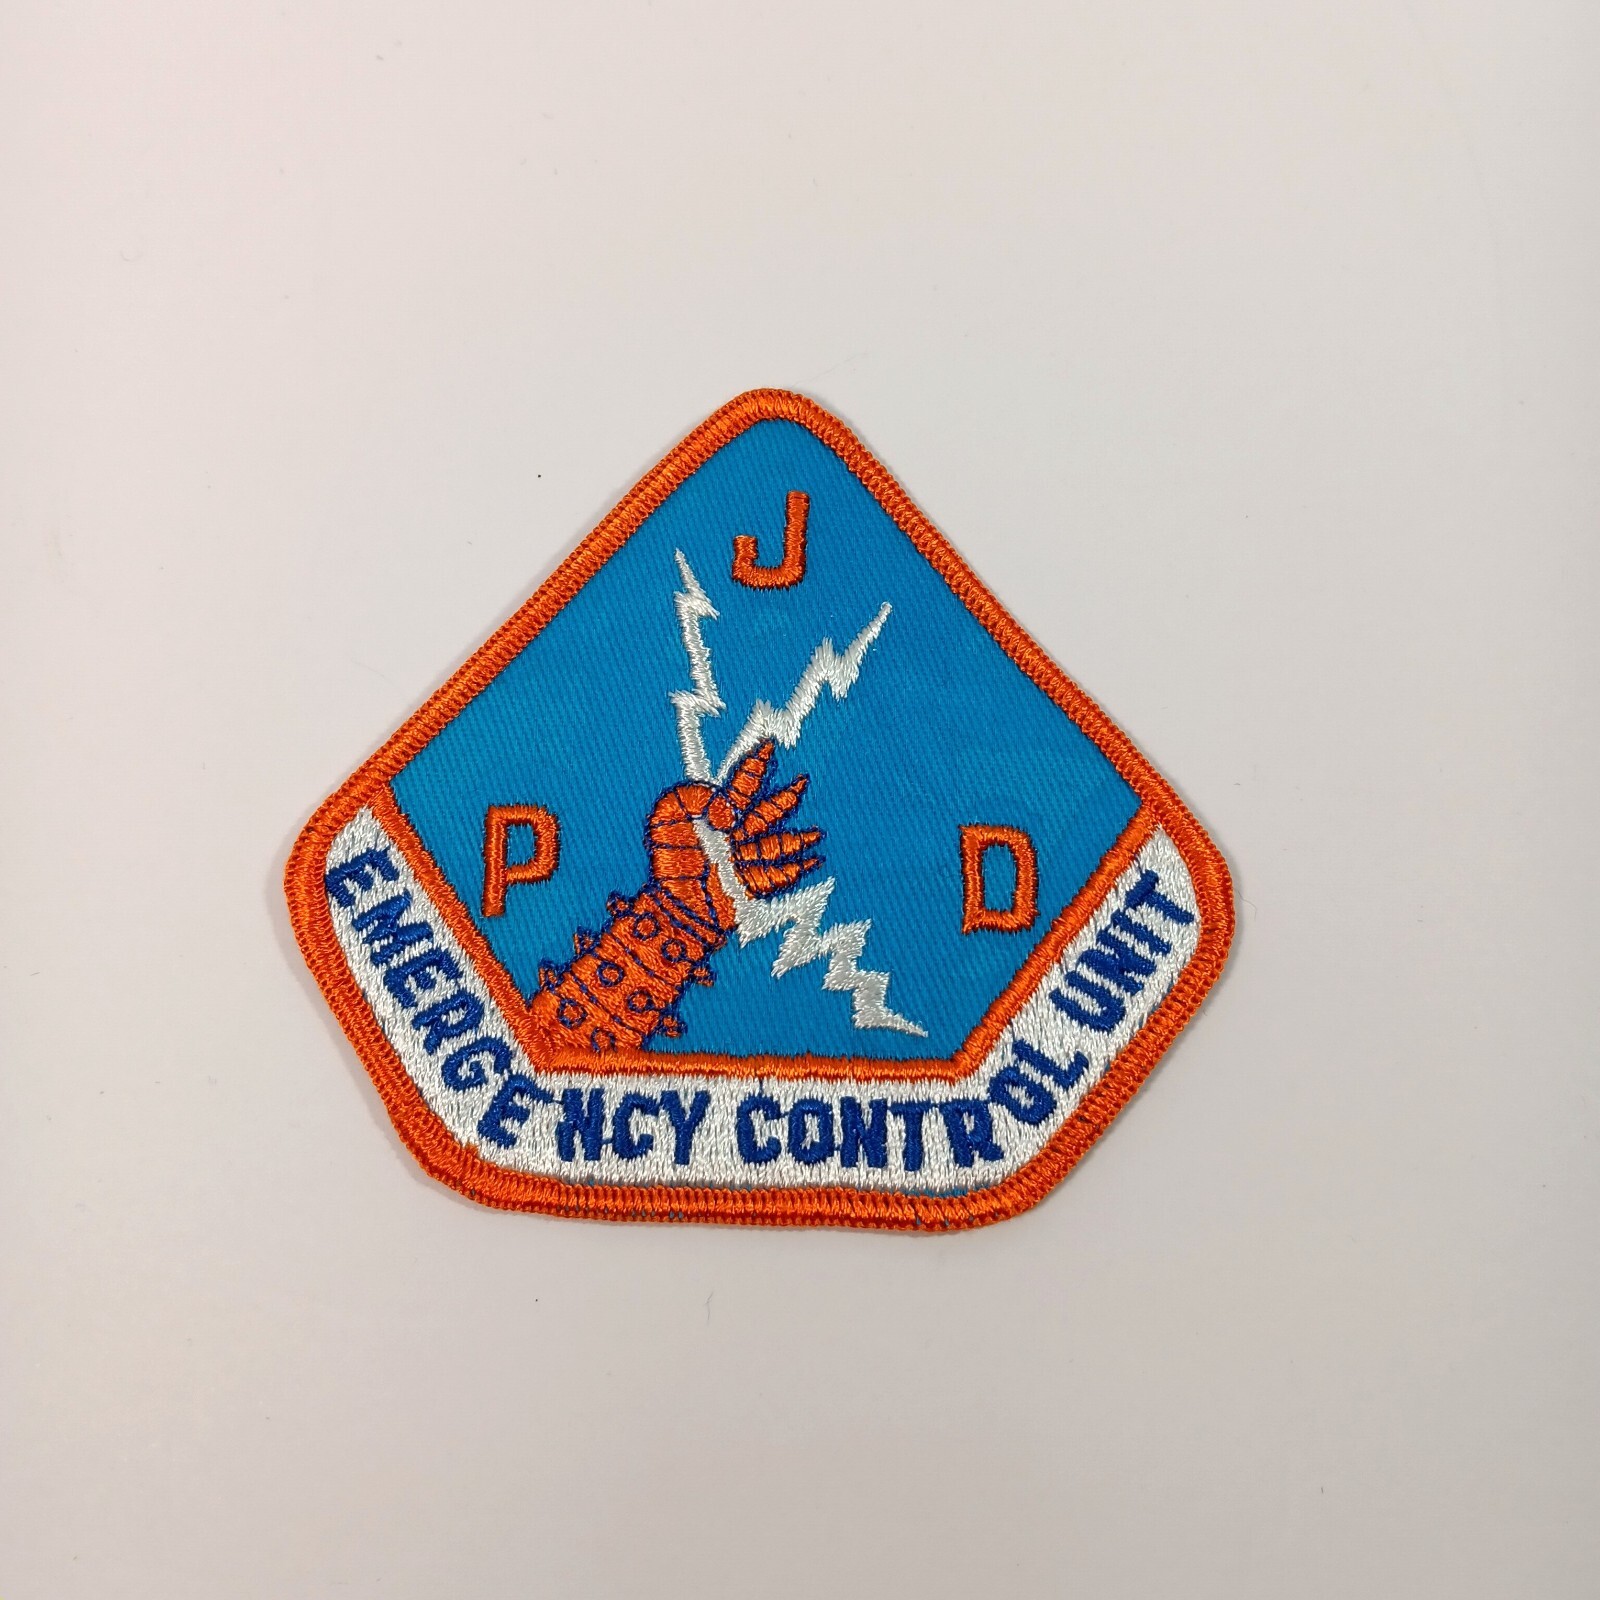 J
P D
EMERGENCY CONTROL UNIT